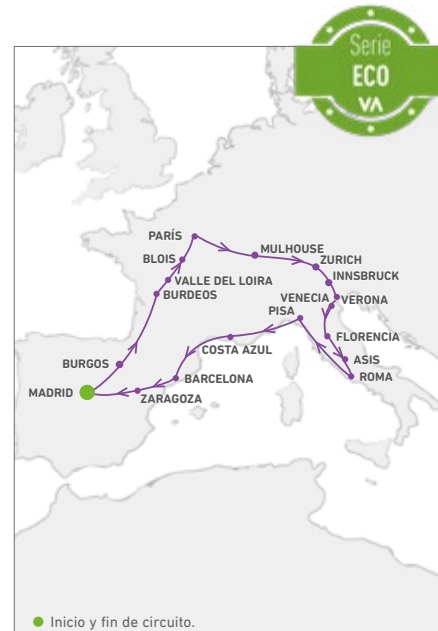 Serie
ECO
VA
PARÍS
MULHOUSE
BLOIS
ZURICH
VALLE DEL LOIRA
INNSBRUCK
BURDEOS
VENECIA
VERONA
PISA
FLORENCIA
COSTA AZUL
ASIS
BURGOS
BARCELONA
ROMA
MADRID
ZARAGOZA
Inicio y fin de circuito.